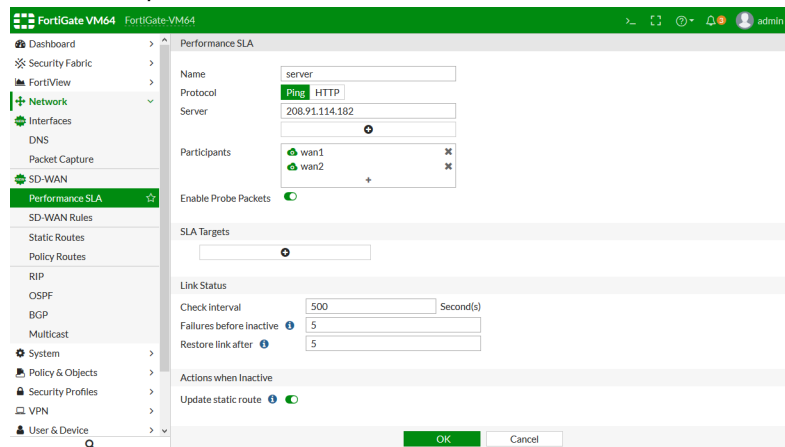 FortiGate VM64 FortiGate-VM64
>_ admin
Dashboard
Security Fabric
FortiView
Network
Interfaces
DNS
Packet Capture
SD-WAN
Performance SLA
SD-WAN Rules
Static Routes
Policy Routes
RIP
OSPF
BGP
Multicast
System
Policy & Objects
Security Profiles
VPN
User & Device
Performance SLA
Name server
Protocol Ping HTTP
Server 208.91.114.182
Participants wan1
wan2
Enable Probe Packets
SLA Targets
Link Status
Check interval 500 Second(s)
Failures before inactive 5
Restore link after 5
Actions when Inactive
Update static route
OK Cancel